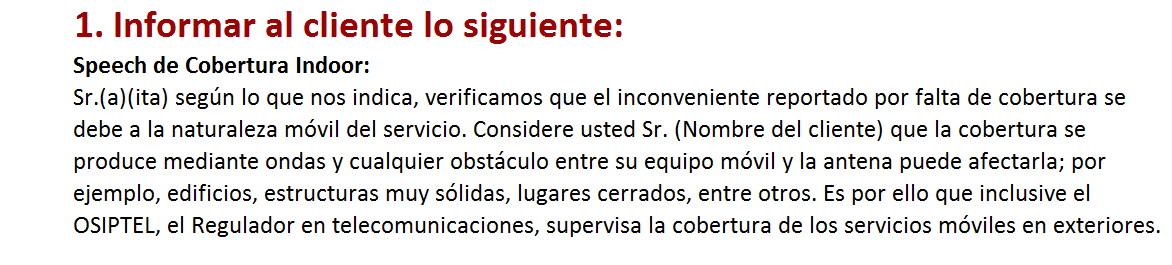 1. Informar al cliente lo siguiente:
Speech de Cobertura Indoor:
Sr.(a)(ita) según lo que nos indica, verificamos que el inconveniente reportado por falta de cobertura se
debe a la naturaleza móvil del servicio. Considere usted Sr. (Nombre del cliente) que la cobertura se
produce mediante ondas y cualquier obstáculo entre su equipo móvil y la antena puede afectarla; por
ejemplo, edificios, estructuras muy sólidas, lugares cerrados, entre otros. Es por ello que inclusive el
OSIPTEL, el Regulador en telecomunicaciones, supervisa la cobertura de los servicios móviles en exteriores.